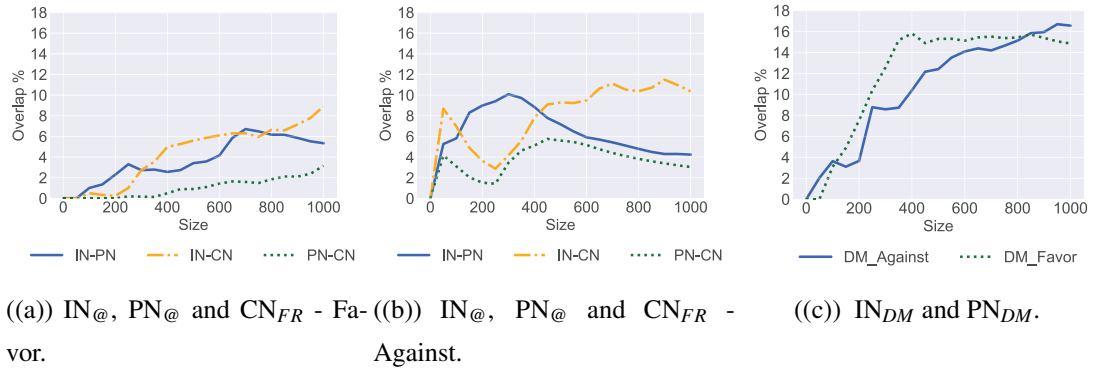 18
16
14
12
10
8
6
4
2
0
Overlap %
0 200 400 600 800 1000
Size
IN-PN IN-CN PN-CN
18
16
14
12
10
8
6
4
2
0
Overlap %
0 200 400 600 800 1000
Size
IN-PN IN-CN PN-CN
18
16
14
12
10
8
6
4
2
0
Overlap %
0 200 400 600 800 1000
Size
DM_Against DM_Favor
((a)) IN@, PN@ and CNFR - Fa-
vor.
((b)) IN@, PN@ and CNFR -
Against.
((c)) INDM and PNDM.